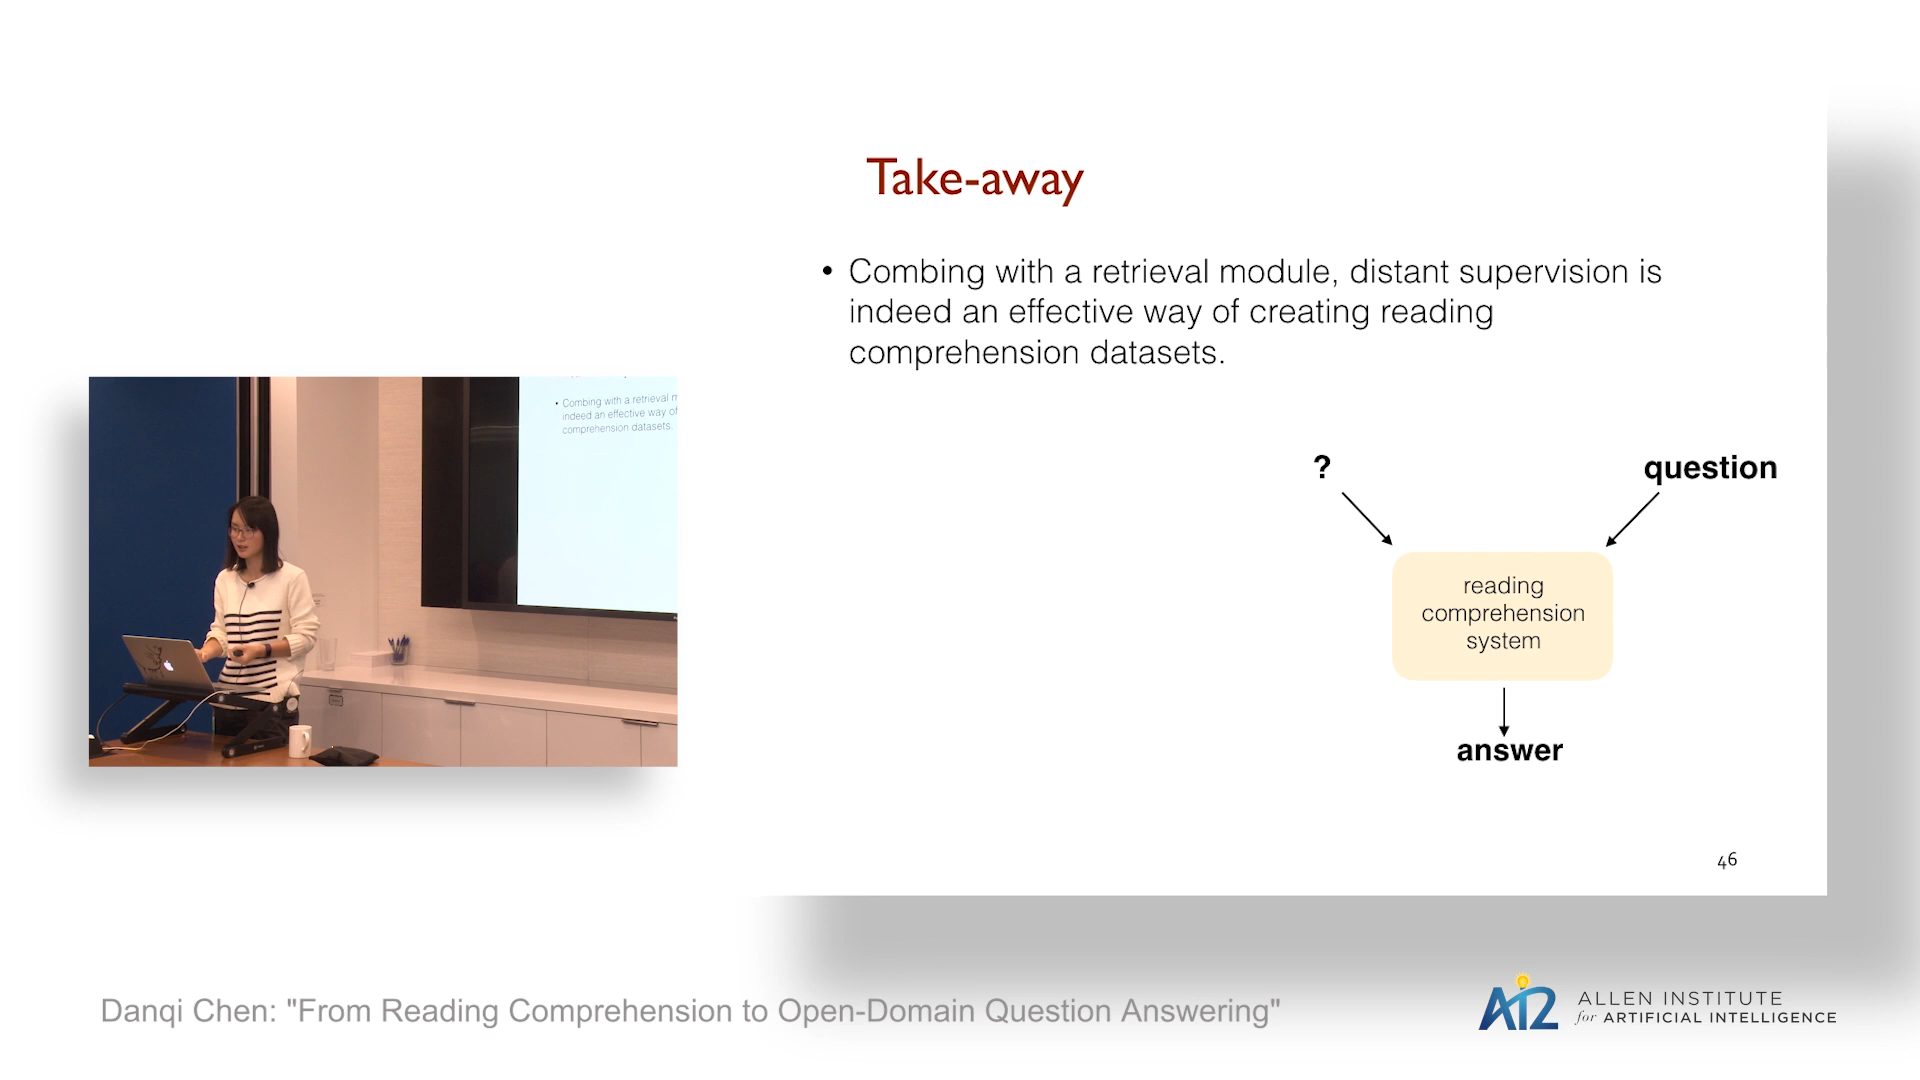 Take-away
• Combing with a retrieval module, distant supervision is
indeed an effective way of creating reading
comprehension datasets.
• Combing with a retrieval m
indeed an effective way of
comprehension datasets.
? question
reading
comprehension
system
answer
46
Danqi Chen: "From Reading Comprehension to Open-Domain Question Answering"
AI2 ALLEN INSTITUTE
for ARTIFICIAL INTELLIGENCE